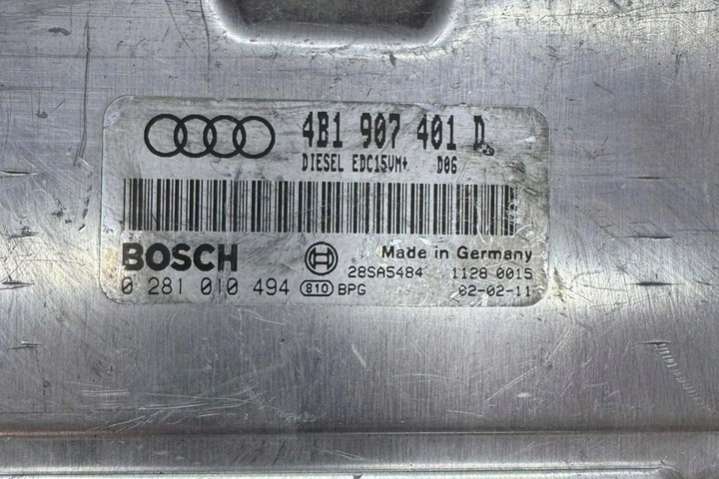 4B1 907 401 D
DIESEL EDC15VM+ D06
BOSCH
Made in Germany
28SA5484 1128 0015
0 281 010 494 810 BPG 02-02-11